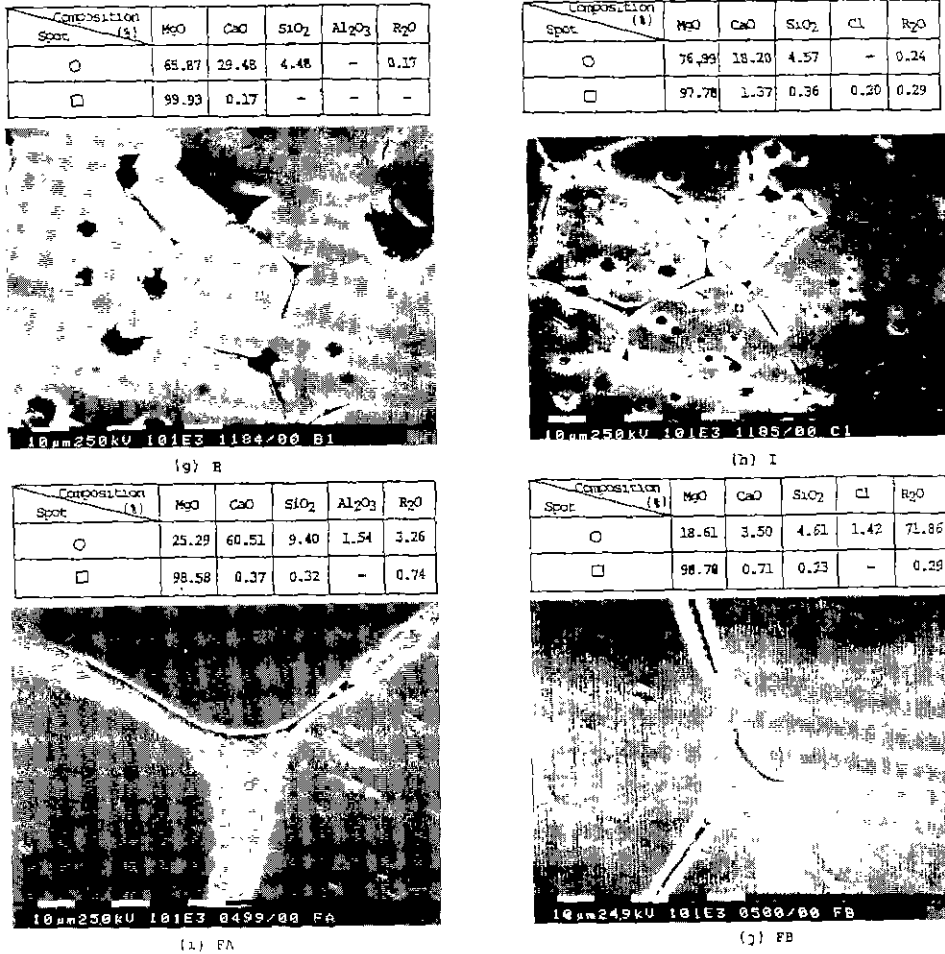 Composition (%) Spot MgO CaO SiO2 Al2O3 R2O
○ 65.87 29.48 4.48 - 0.17
□ 99.93 0.17 - - -
10µm250kV 101E3 1184/00 B1
(g) H
Composition (%) Spot MgO CaO SiO2 Cl R2O
○ 76.99 18.20 4.57 - 0.24
□ 97.78 1.37 0.36 0.20 0.29
10µm250kV 101E3 1185/00 C1
(h) I
Composition (%) Spot MgO CaO SiO2 Al2O3 R2O
○ 25.29 60.51 9.40 1.54 3.26
□ 98.58 0.37 0.32 - 0.74
10µm250kV 101E3 0499/00 FA
(i) FA
Composition (%) Spot MgO CaO SiO2 Cl R2O
○ 18.61 3.50 4.61 1.42 71.86
□ 98.78 0.71 0.23 - 0.29
10µm249kV 101E3 0500/00 FB
(j) FB